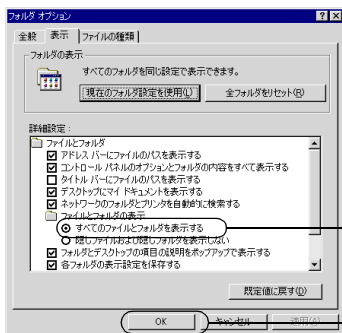 フォルダ オプション
全般
表示
ファイルの種類
フォルダの表示
すべてのフォルダを同じ設定で表示できます。
現在のフォルダ設定を使用(L)
全フォルダをリセット(R)
詳細設定：
ファイルとフォルダ
アドレス バーにファイルのパスを表示する
コントロール パネルのオプションとフォルダの内容をすべて表示する
タイトル バーにファイルのパスを表示する
デスクトップにマイ ドキュメントを表示する
ネットワークのフォルダとプリンタを自動的に検索する
ファイルとフォルダの表示
すべてのファイルとフォルダを表示する
隠しファイルおよび隠しフォルダを表示しない
フォルダとデスクトップの項目の説明をポップアップで表示する
各フォルダの表示設定を保存する
既定値に戻す(D)
OK
キャンセル
適用(A)